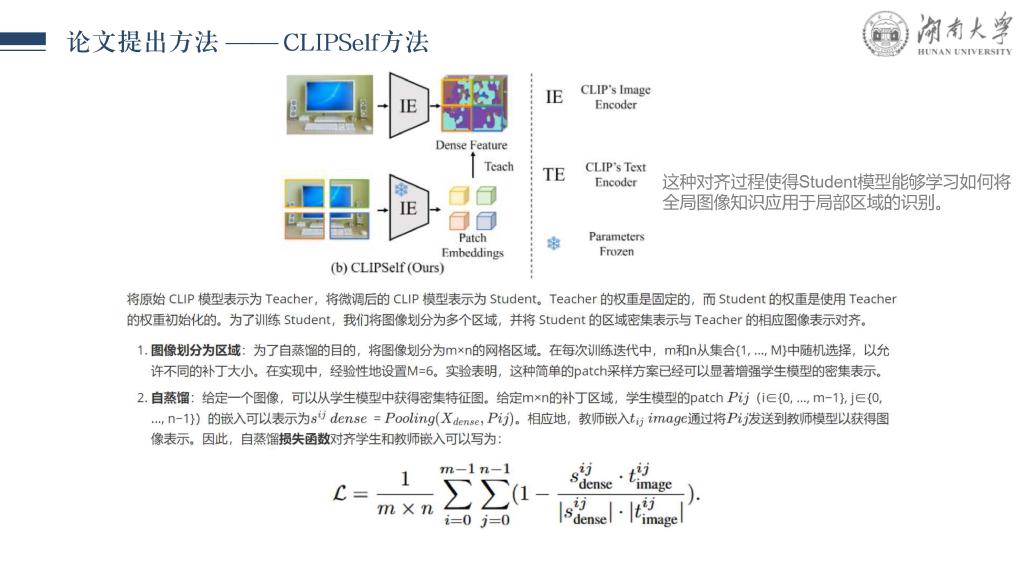 论文提出方法 —— CLIPSelf方法
湖南大学
HUNAN UNIVERSITY
IE
Dense Feature
Teach
IE
Patch
Embeddings
(b) CLIPSelf (Ours)
IE CLIP's Image
Encoder
TE CLIP's Text
Encoder
Parameters
Frozen
这种对齐过程使得Student模型能够学习如何将
全局图像知识应用于局部区域的识别。
将原始 CLIP 模型表示为 Teacher，将微调后的 CLIP 模型表示为 Student。Teacher 的权重是固定的，而 Student 的权重是使用 Teacher
的权重初始化的。为了训练 Student，我们将图像划分为多个区域，并将 Student 的区域密集表示与 Teacher 的相应图像表示对齐。
1. 图像划分为区域：为了自蒸馏的目的，将图像划分为m×n的网格区域。在每次训练迭代中，m和n从集合{1, ..., M}中随机选择，以允
许不同的补丁大小。在实现中，经验性地设置M=6。实验表明，这种简单的patch采样方案已经可以显著增强学生模型的密集表示。
2. 自蒸馏：给定一个图像，可以从学生模型中获得密集特征图。给定m×n的补丁区域，学生模型的patch Pij（i∈{0, ..., m−1}, j∈{0,
..., n−1}）的嵌入可以表示为s^{ij} dense = Pooling(X_{dense}, Pij)。相应地，教师嵌入t_{ij} image通过将Pij发送到教师模型以获得图
像表示。因此，自蒸馏损失函数对齐学生和教师嵌入可以写为：
L = \frac{1}{m × n} \sum_{i=0}^{m−1} \sum_{j=0}^{n−1} (1 − \frac{s^{ij}_{dense} · t^{ij}_{image}}{|s^{ij}_{dense}| · |t^{ij}_{image}|}).